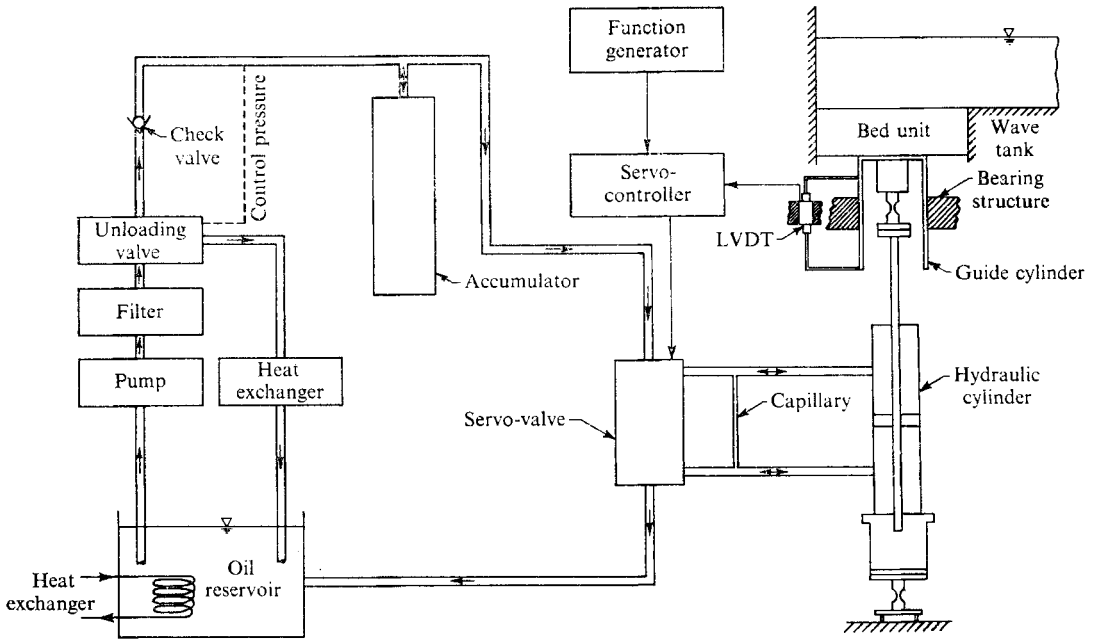 Function
generator
Control pressure
Check
valve
Bed unit
Wave
tank
Servo-
controller
Bearing
structure
Unloading
valve
LVDT
Guide cylinder
Accumulator
Filter
Pump
Heat
exchanger
Hydraulic
cylinder
Capillary
Servo-valve
Oil
reservoir
Heat
exchanger